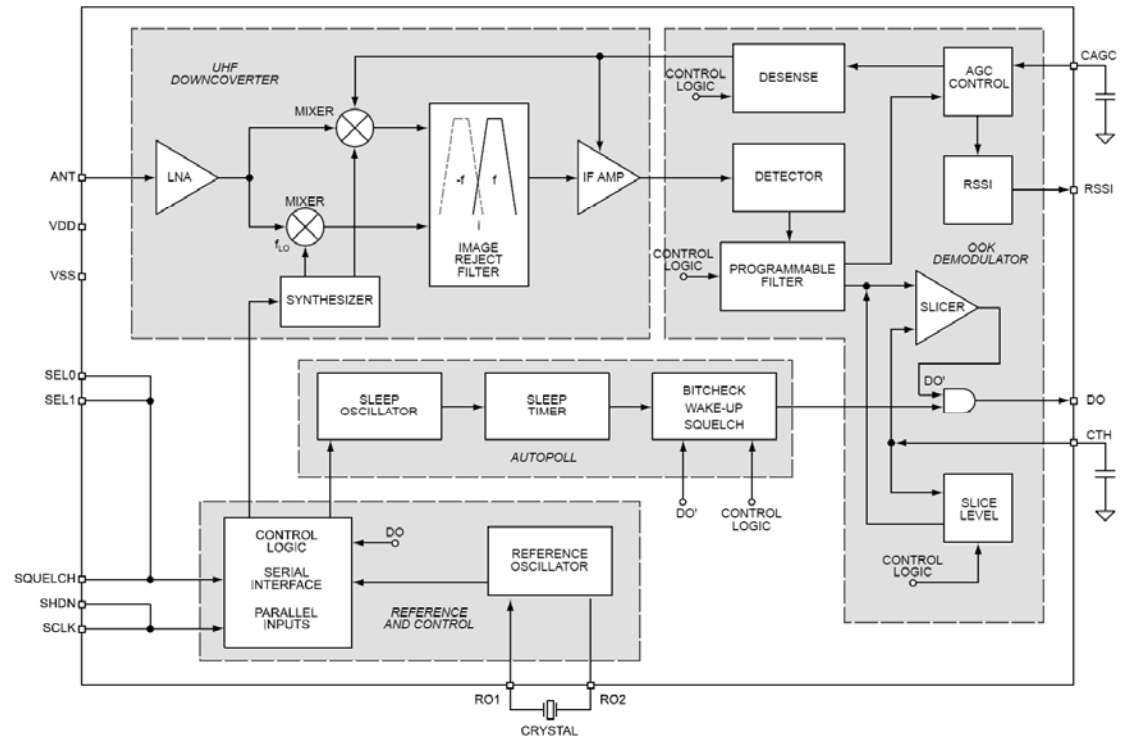 UHF
DOWNCOVERTER
MIXER
LNA
MIXER
fLO
SYNTHESIZER
-f
f
IMAGE
REJECT
FILTER
IF AMP
CONTROL
LOGIC
DESENSE
AGC
CONTROL
DETECTOR
RSSI
CONTROL
LOGIC
PROGRAMMABLE
FILTER
OOK
DEMODULATOR
SLICER
DO'
SLICE
LEVEL
CONTROL
LOGIC
CAGC
RSSI
DO
CTH
ANT
VDD
VSS
SEL0
SEL1
SQUELCH
SHDN
SCLK
SLEEP
OSCILLATOR
SLEEP
TIMER
BITCHECK
WAKE-UP
SQUELCH
AUTOPOLL
DO'
CONTROL
LOGIC
CONTROL
LOGIC
SERIAL
INTERFACE
PARALLEL
INPUTS
DO
REFERENCE
OSCILLATOR
REFERENCE
AND CONTROL
RO1
RO2
CRYSTAL